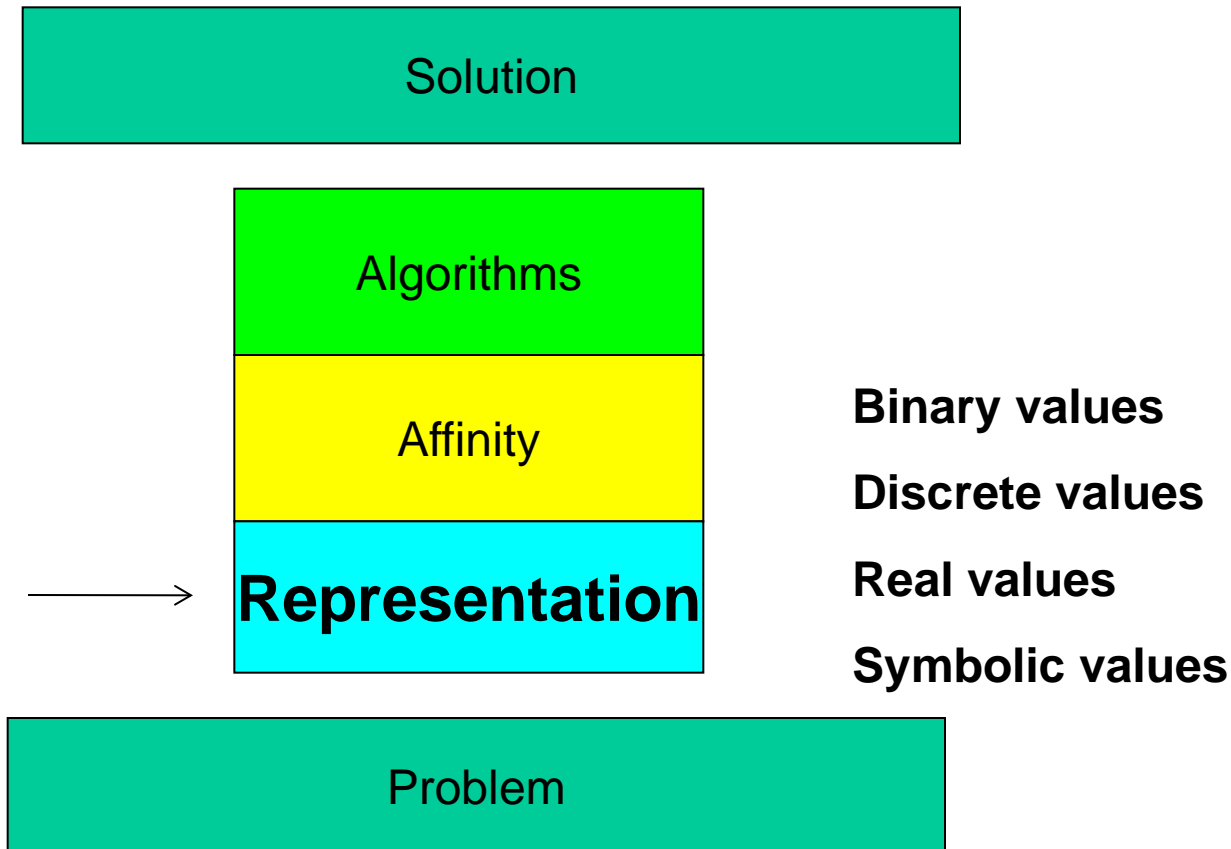 Solution
Algorithms
Affinity
Representation
Binary values
Discrete values
Real values
Symbolic values
Problem